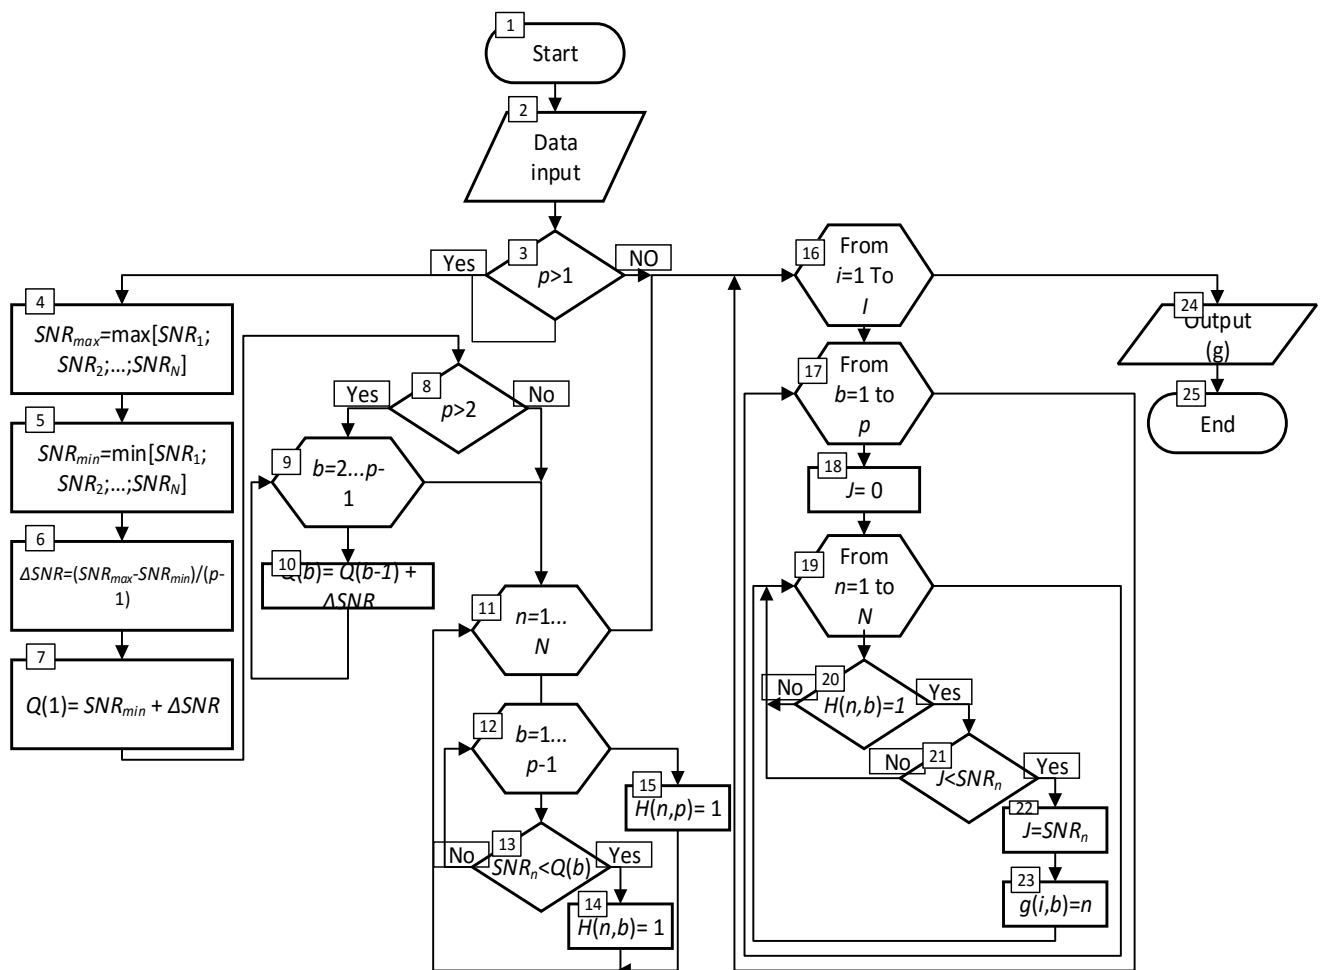 1
Start
2
Data
input
3
p>1
Yes
NO
4
SNRmax=max[SNR1;
SNR2;...;SNRN]
5
SNRmin=min[SNR1;
SNR2;...;SNRN]
6
ΔSNR=(SNRmax-SNRmin)/(p-
1)
7
Q(1)= SNRmin + ΔSNR
8
p>2
Yes
No
9
b=2...p-
1
10
Q(b)= Q(b-1) +
ΔSNR
11
n=1...
N
12
b=1...
p-1
13
SNRn<Q(b)
No
Yes
14
H(n,b)= 1
15
H(n,p)= 1
16
From
i=1 To
I
17
From
b=1 to
p
18
J= 0
19
From
n=1 to
N
20
H(n,b)=1
No
Yes
21
J<SNRn
No
Yes
22
J=SNRn
23
g(i,b)=n
24
Output
(g)
25
End